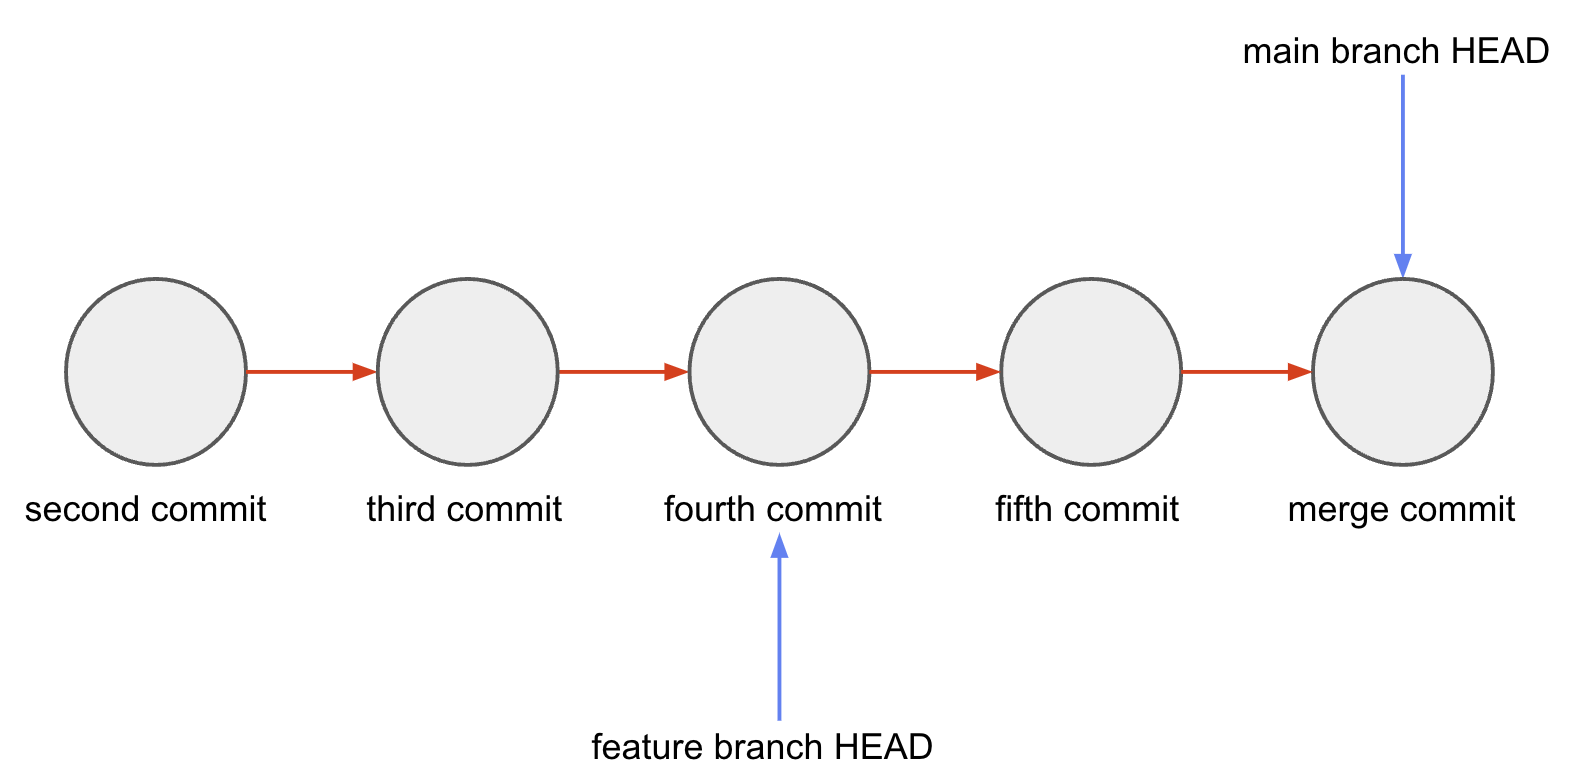 main branch HEAD
second commit
third commit
fourth commit
fifth commit
merge commit
feature branch HEAD